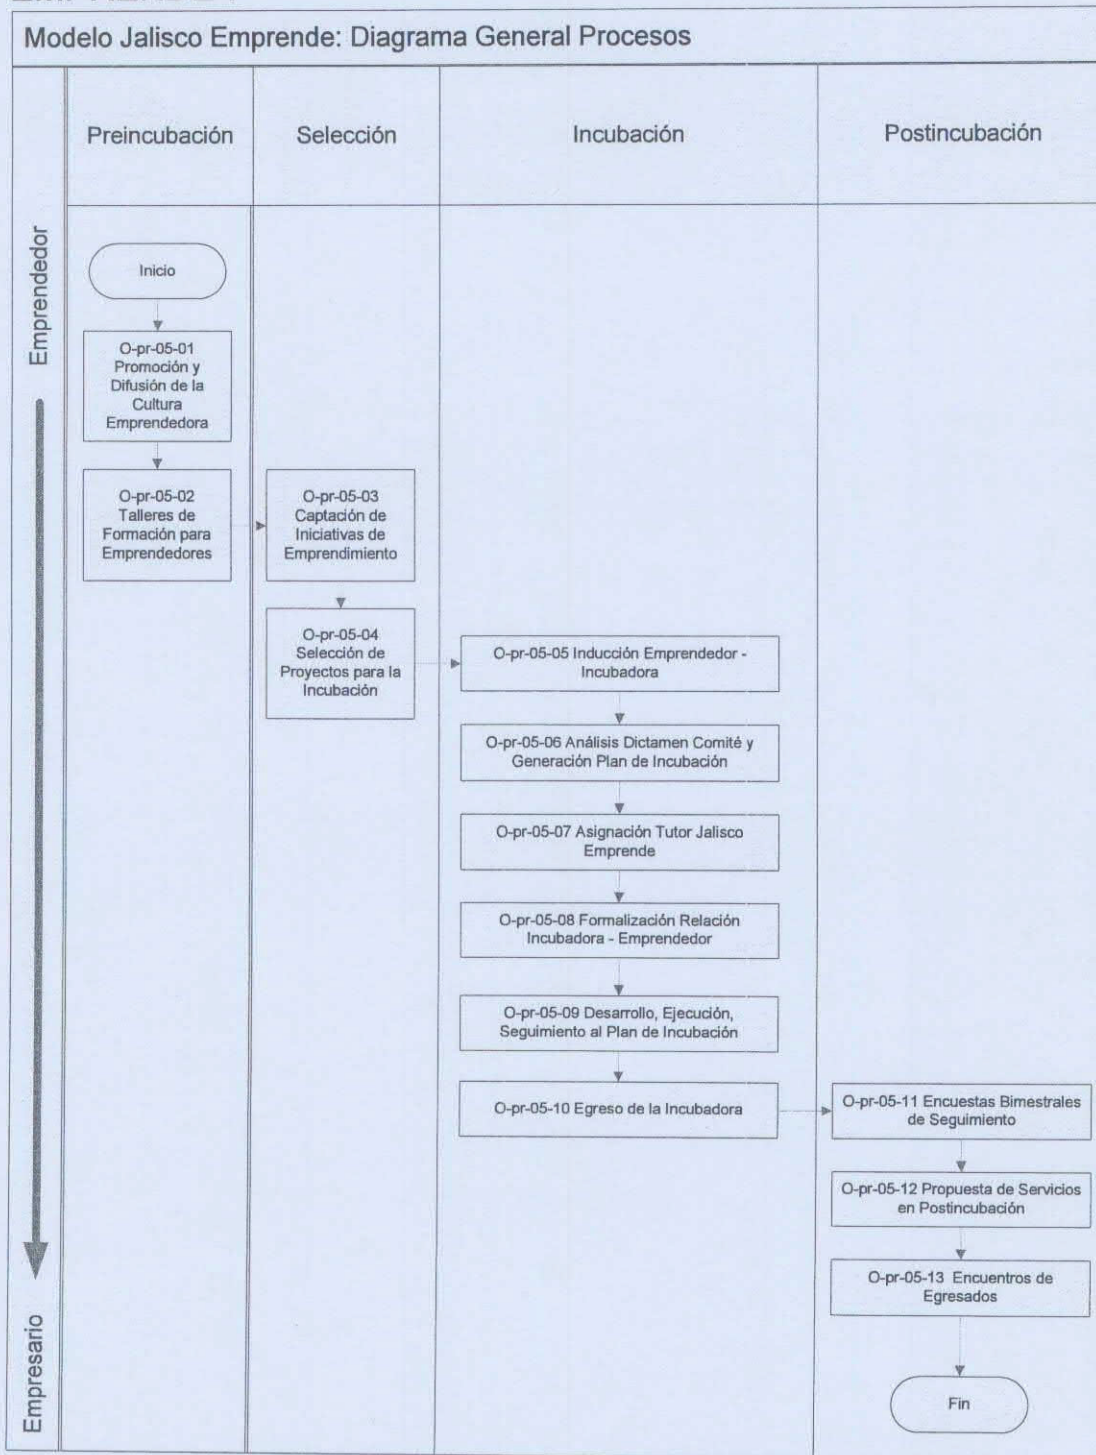 Modelo Jalisco Emprende: Diagrama General Procesos
Preincubación
Selección
Incubación
Postincubación
Emprendedor
Empresario
Inicio
O-pr-05-01
Promoción y
Difusión de la
Cultura
Emprendedora
O-pr-05-02
Talleres de
Formación para
Emprendedores
O-pr-05-03
Captación de
Iniciativas de
Emprendimiento
O-pr-05-04
Selección de
Proyectos para la
Incubación
O-pr-05-05 Inducción Emprendedor -
Incubadora
O-pr-05-06 Análisis Dictamen Comité y
Generación Plan de Incubación
O-pr-05-07 Asignación Tutor Jalisco
Emprende
O-pr-05-08 Formalización Relación
Incubadora - Emprendedor
O-pr-05-09 Desarrollo, Ejecución,
Seguimiento al Plan de Incubación
O-pr-05-10 Egreso de la Incubadora
O-pr-05-11 Encuestas Bimestrales
de Seguimiento
O-pr-05-12 Propuesta de Servicios
en Postincubación
O-pr-05-13 Encuentros de
Egresados
Fin